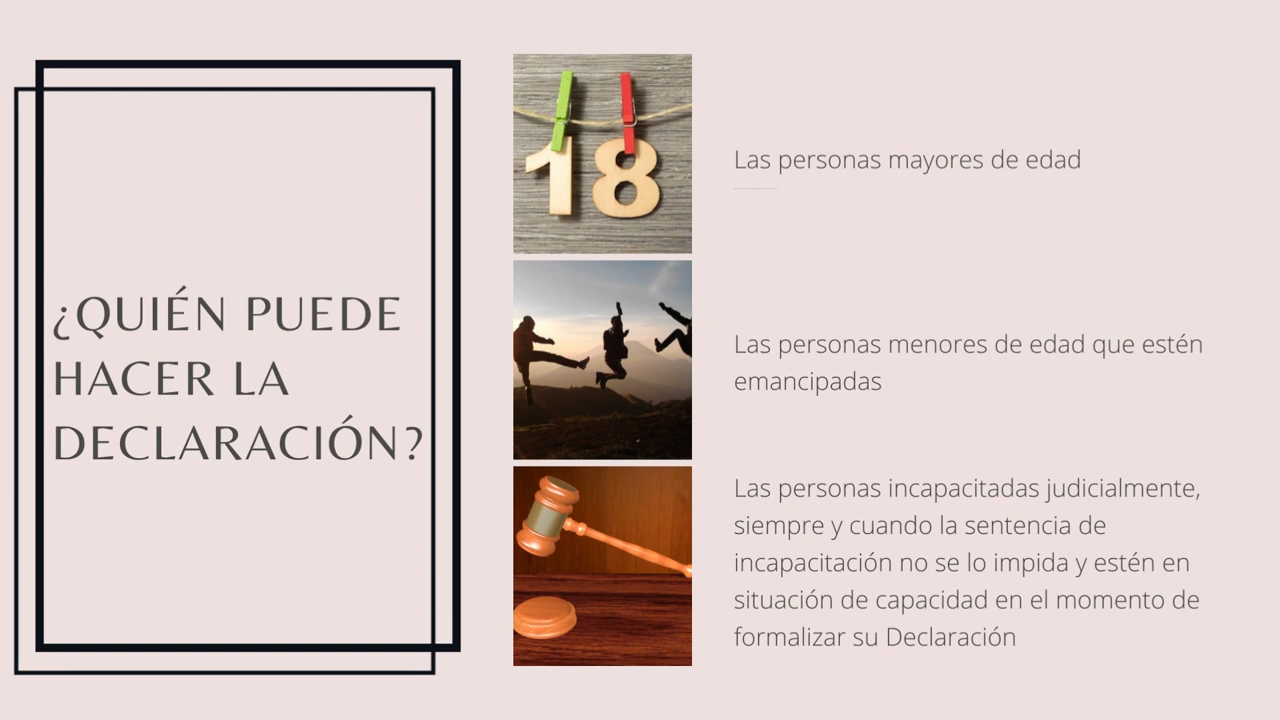 ¿QUIÉN PUEDE
HACER LA
DECLARACIÓN?
18
Las personas mayores de edad
Las personas menores de edad que estén
emancipadas
Las personas incapacitadas judicialmente,
siempre y cuando la sentencia de
incapacitación no se lo impida y estén en
situación de capacidad en el momento de
formalizar su Declaración